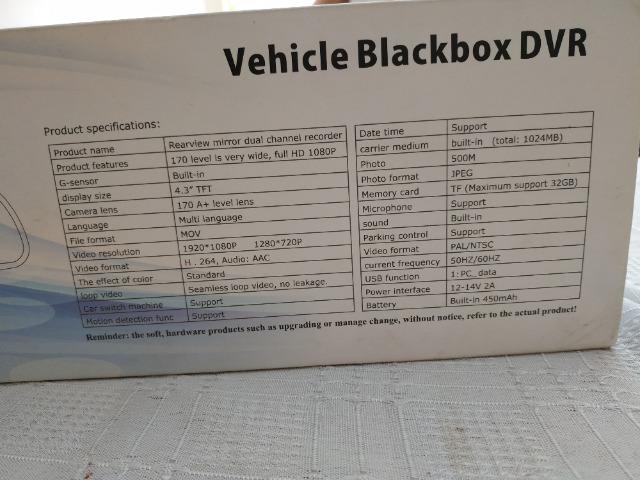 Vehicle Blackbox DVR
Product specifications:
Product name Rearview mirror dual channel recorder
Product features 170 level is very wide, full HD 1080P
G-sensor Built-in
display size 4.3" TFT
Camera lens 170 A+ level lens
Language Multi language
File format MOV
Video resolution 1920*1080P 1280*720P
Video format H . 264, Audio: AAC
The effect of color Standard
loop video Seamless loop video, no leakage.
Car switch machine Support
Motion detection func Support
Date time Support
carrier medium built-in (total: 1024MB)
Photo 500M
Photo format JPEG
Memory card TF (Maximum support 32GB)
Microphone Support
sound Built-in
Parking control Support
Video format PAL/NTSC
current frequency 50HZ/60HZ
USB function 1: PC_data
Power interface 12-14V 2A
Battery Built-in 450mAh
Reminder: the soft, hardware products such as upgrading or manage change, without notice, refer to the actual product!